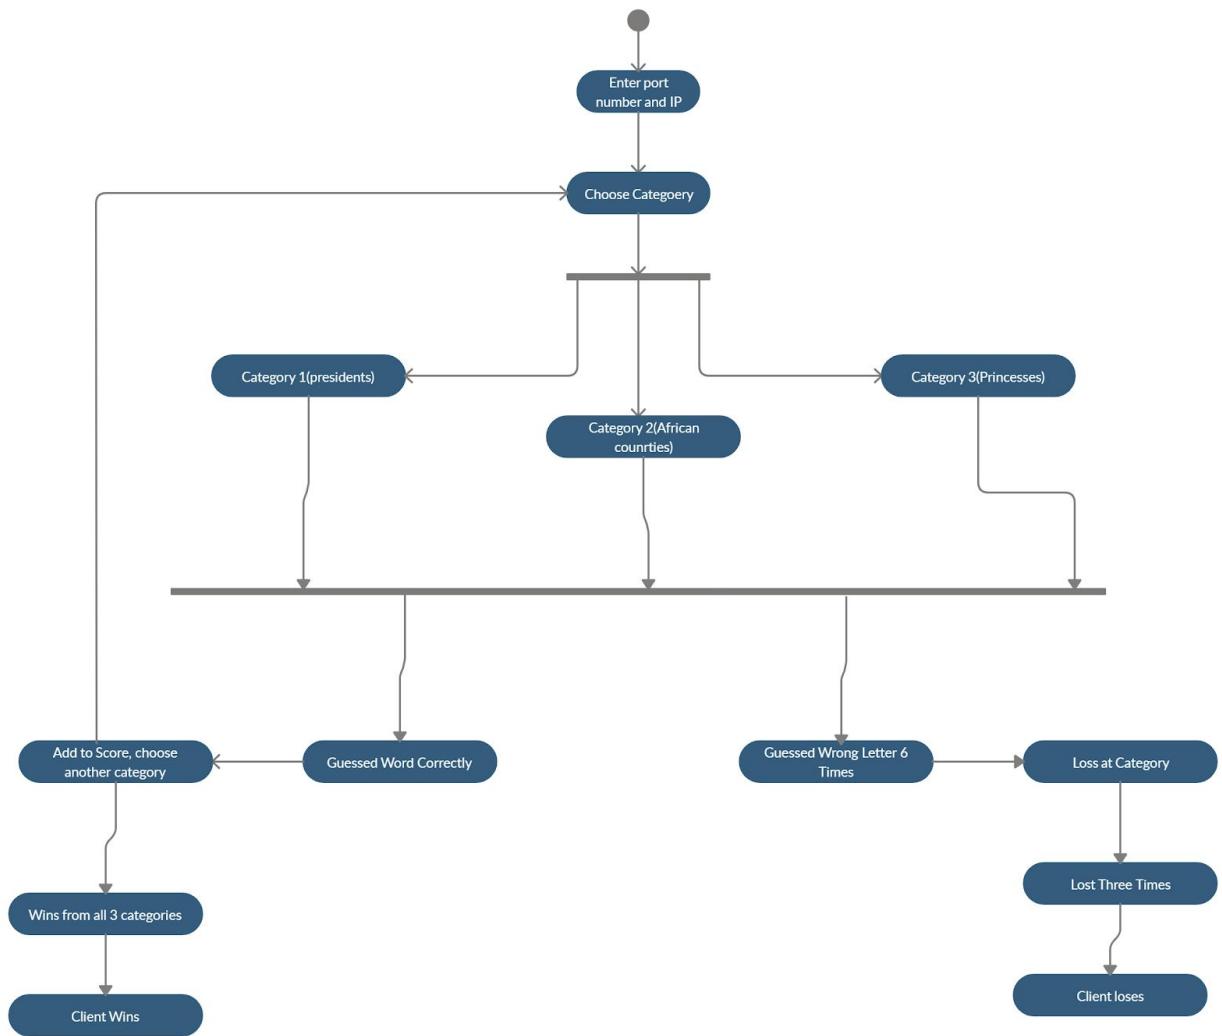 Enter port
number and IP
Choose Categoery
Category 1(presidents)
Category 3(Princesses)
Category 2(African
counrties)
Add to Score, choose
another category
Guessed Word Correctly
Guessed Wrong Letter 6
Times
Loss at Category
Lost Three Times
Wins from all 3 categories
Client Wins
Client loses